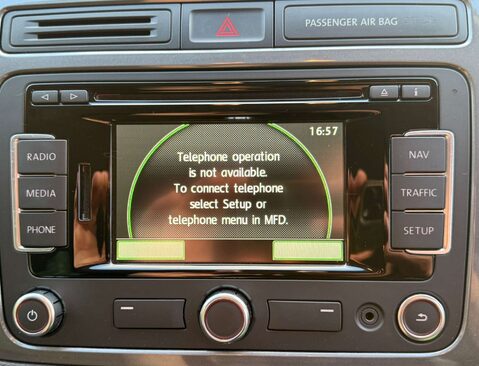 PASSENGER AIR BAG
i
16:57
RADIO
MEDIA
PHONE
Telephone operation
is not available.
To connect telephone
select Setup or
telephone menu in MFD.
NAV
TRAFFIC
SETUP